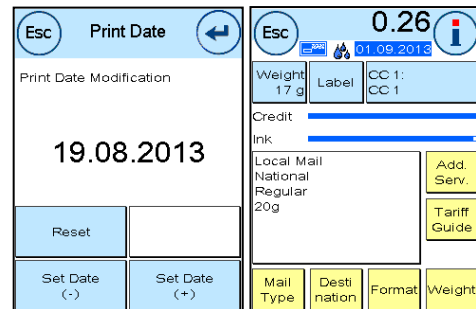 Esc
Print Date
Print Date Modification
19.08.2013
Reset
Set Date
(-)
Set Date
(+)
Esc
0.26
01.09.2013
i
Weight
17 g
Label
CC 1:
CC 1
Credit
Ink
Local Mail
National
Regular
20g
Add.
Serv.
Tariff
Guide
Mail
Type
Desti
nation
Format
Weight